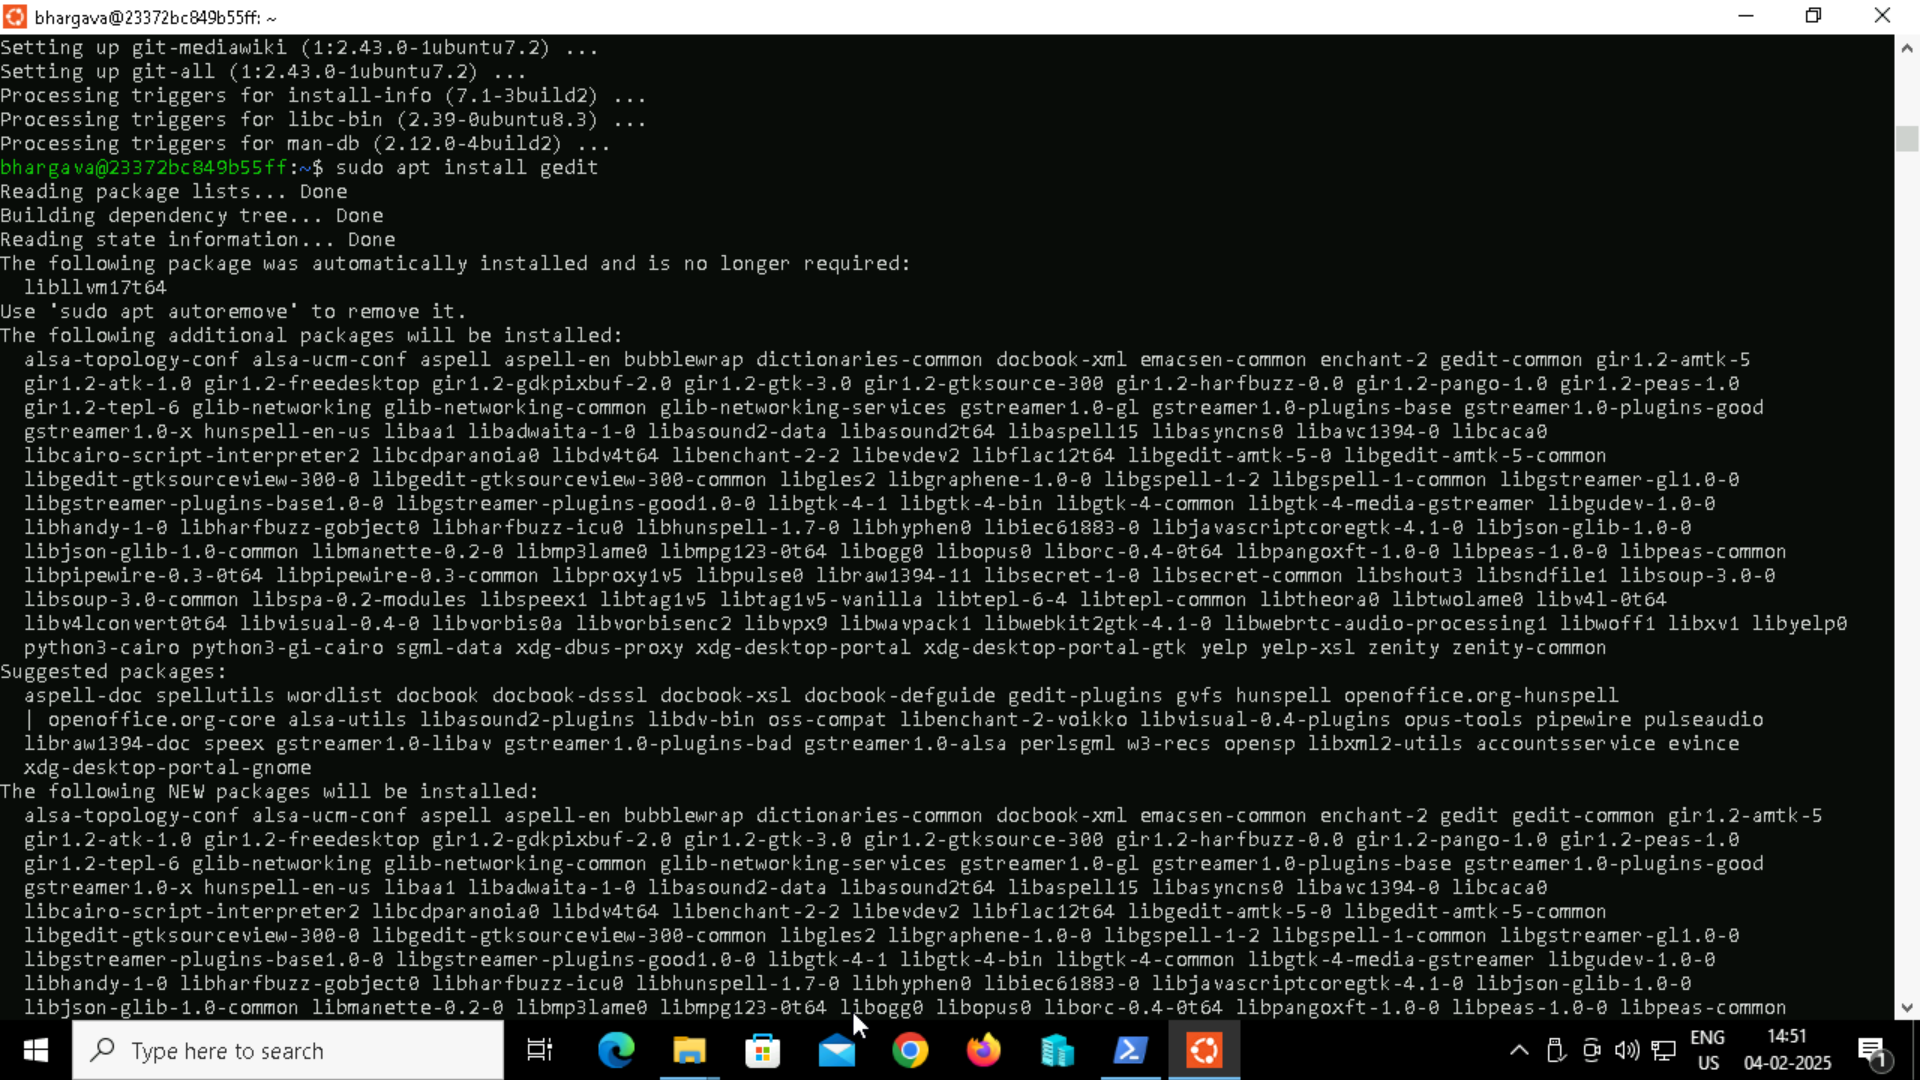 bhargava@23372bc849b55ff: ~
Setting up git-mediawiki (1:2.43.0-1ubuntu7.2) ...
Setting up git-all (1:2.43.0-1ubuntu7.2) ...
Processing triggers for install-info (7.1-3build2) ...
Processing triggers for libc-bin (2.39-0ubuntu8.3) ...
Processing triggers for man-db (2.12.0-4build2) ...
bhargava@23372bc849b55ff:~$ sudo apt install gedit
Reading package lists... Done
Building dependency tree... Done
Reading state information... Done
The following package was automatically installed and is no longer required:
libllvm17t64
Use 'sudo apt autoremove' to remove it.
The following additional packages will be installed:
alsa-topology-conf alsa-ucm-conf aspell aspell-en bubblewrap dictionaries-common docbook-xml emacsen-common enchant-2 gedit-common gir1.2-amtk-5
gir1.2-atk-1.0 gir1.2-freedesktop gir1.2-gdkpixbuf-2.0 gir1.2-gtk-3.0 gir1.2-gtksource-300 gir1.2-harfbuzz-0.0 gir1.2-pango-1.0 gir1.2-peas-1.0
gir1.2-tepl-6 glib-networking glib-networking-common glib-networking-services gstreamer1.0-gl gstreamer1.0-plugins-base gstreamer1.0-plugins-good
gstreamer1.0-x hunspell-en-us libaa1 libadwaita-1-0 libasound2-data libasound2t64 libaspell15 libasyncns0 libavc1394-0 libcaca0
libcairo-script-interpreter2 libcdparanoia0 libdv4t64 libenchant-2-2 libevdev2 libflac12t64 libgedit-amtk-5-0 libgedit-amtk-5-common
libgedit-gtksourceview-300-0 libgedit-gtksourceview-300-common libgles2 libgraphene-1.0-0 libgspell-1-2 libgspell-1-common libgstreamer-gl1.0-0
libgstreamer-plugins-base1.0-0 libgstreamer-plugins-good1.0-0 libgtk-4-1 libgtk-4-bin libgtk-4-common libgtk-4-media-gstreamer libgudev-1.0-0
libhandy-1-0 libharfbuzz-gobject0 libharfbuzz-icu0 libhunspell-1.7-0 libhyphen0 libiec61883-0 libjavascriptcoregtk-4.1-0 libjson-glib-1.0-0
libjson-glib-1.0-common libmanette-0.2-0 libmp3lame0 libmpg123-0t64 libogg0 libopus0 liborc-0.4-0t64 libpangoxft-1.0-0 libpeas-1.0-0 libpeas-common
libpipewire-0.3-0t64 libpipewire-0.3-common libproxy1v5 libpulse0 libraw1394-11 libsecret-1-0 libsecret-common libshout3 libsndfile1 libsoup-3.0-0
libsoup-3.0-common libspa-0.2-modules libspeex1 libtag1v5 libtag1v5-vanilla libtepl-6-4 libtepl-common libtheora0 libtwolame0 libv4l-0t64
libv4lconvert0t64 libvisual-0.4-0 libvorbis0a libvorbisenc2 libvpx9 libwavpack1 libwebkit2gtk-4.1-0 libwebrtc-audio-processing1 libwoff1 libxv1 libyelp0
python3-cairo python3-gi-cairo sgml-data xdg-dbus-proxy xdg-desktop-portal xdg-desktop-portal-gtk yelp yelp-xsl zenity zenity-common
Suggested packages:
aspell-doc spellutils wordlist docbook docbook-dsssl docbook-xsl docbook-defguide gedit-plugins gvfs hunspell openoffice.org-hunspell
| openoffice.org-core alsa-utils libasound2-plugins libdv-bin oss-compat libenchant-2-voikko libvisual-0.4-plugins opus-tools pipewire pulseaudio
libraw1394-doc speex gstreamer1.0-libav gstreamer1.0-plugins-bad gstreamer1.0-alsa perlsgml w3-recs opensp libxml2-utils accountsservice evince
xdg-desktop-portal-gnome
The following NEW packages will be installed:
alsa-topology-conf alsa-ucm-conf aspell aspell-en bubblewrap dictionaries-common docbook-xml emacsen-common enchant-2 gedit gedit-common gir1.2-amtk-5
gir1.2-atk-1.0 gir1.2-freedesktop gir1.2-gdkpixbuf-2.0 gir1.2-gtk-3.0 gir1.2-gtksource-300 gir1.2-harfbuzz-0.0 gir1.2-pango-1.0 gir1.2-peas-1.0
gir1.2-tepl-6 glib-networking glib-networking-common glib-networking-services gstreamer1.0-gl gstreamer1.0-plugins-base gstreamer1.0-plugins-good
gstreamer1.0-x hunspell-en-us libaa1 libadwaita-1-0 libasound2-data libasound2t64 libaspell15 libasyncns0 libavc1394-0 libcaca0
libcairo-script-interpreter2 libcdparanoia0 libdv4t64 libenchant-2-2 libevdev2 libflac12t64 libgedit-amtk-5-0 libgedit-amtk-5-common
libgedit-gtksourceview-300-0 libgedit-gtksourceview-300-common libgles2 libgraphene-1.0-0 libgspell-1-2 libgspell-1-common libgstreamer-gl1.0-0
libgstreamer-plugins-base1.0-0 libgstreamer-plugins-good1.0-0 libgtk-4-1 libgtk-4-bin libgtk-4-common libgtk-4-media-gstreamer libgudev-1.0-0
libhandy-1-0 libharfbuzz-gobject0 libharfbuzz-icu0 libhunspell-1.7-0 libhyphen0 libiec61883-0 libjavascriptcoregtk-4.1-0 libjson-glib-1.0-0
libjson-glib-1.0-common libmanette-0.2-0 libmp3lame0 libmpg123-0t64 libogg0 libopus0 liborc-0.4-0t64 libpangoxft-1.0-0 libpeas-1.0-0 libpeas-common
Type here to search
ENG
US
14:51
04-02-2025
1